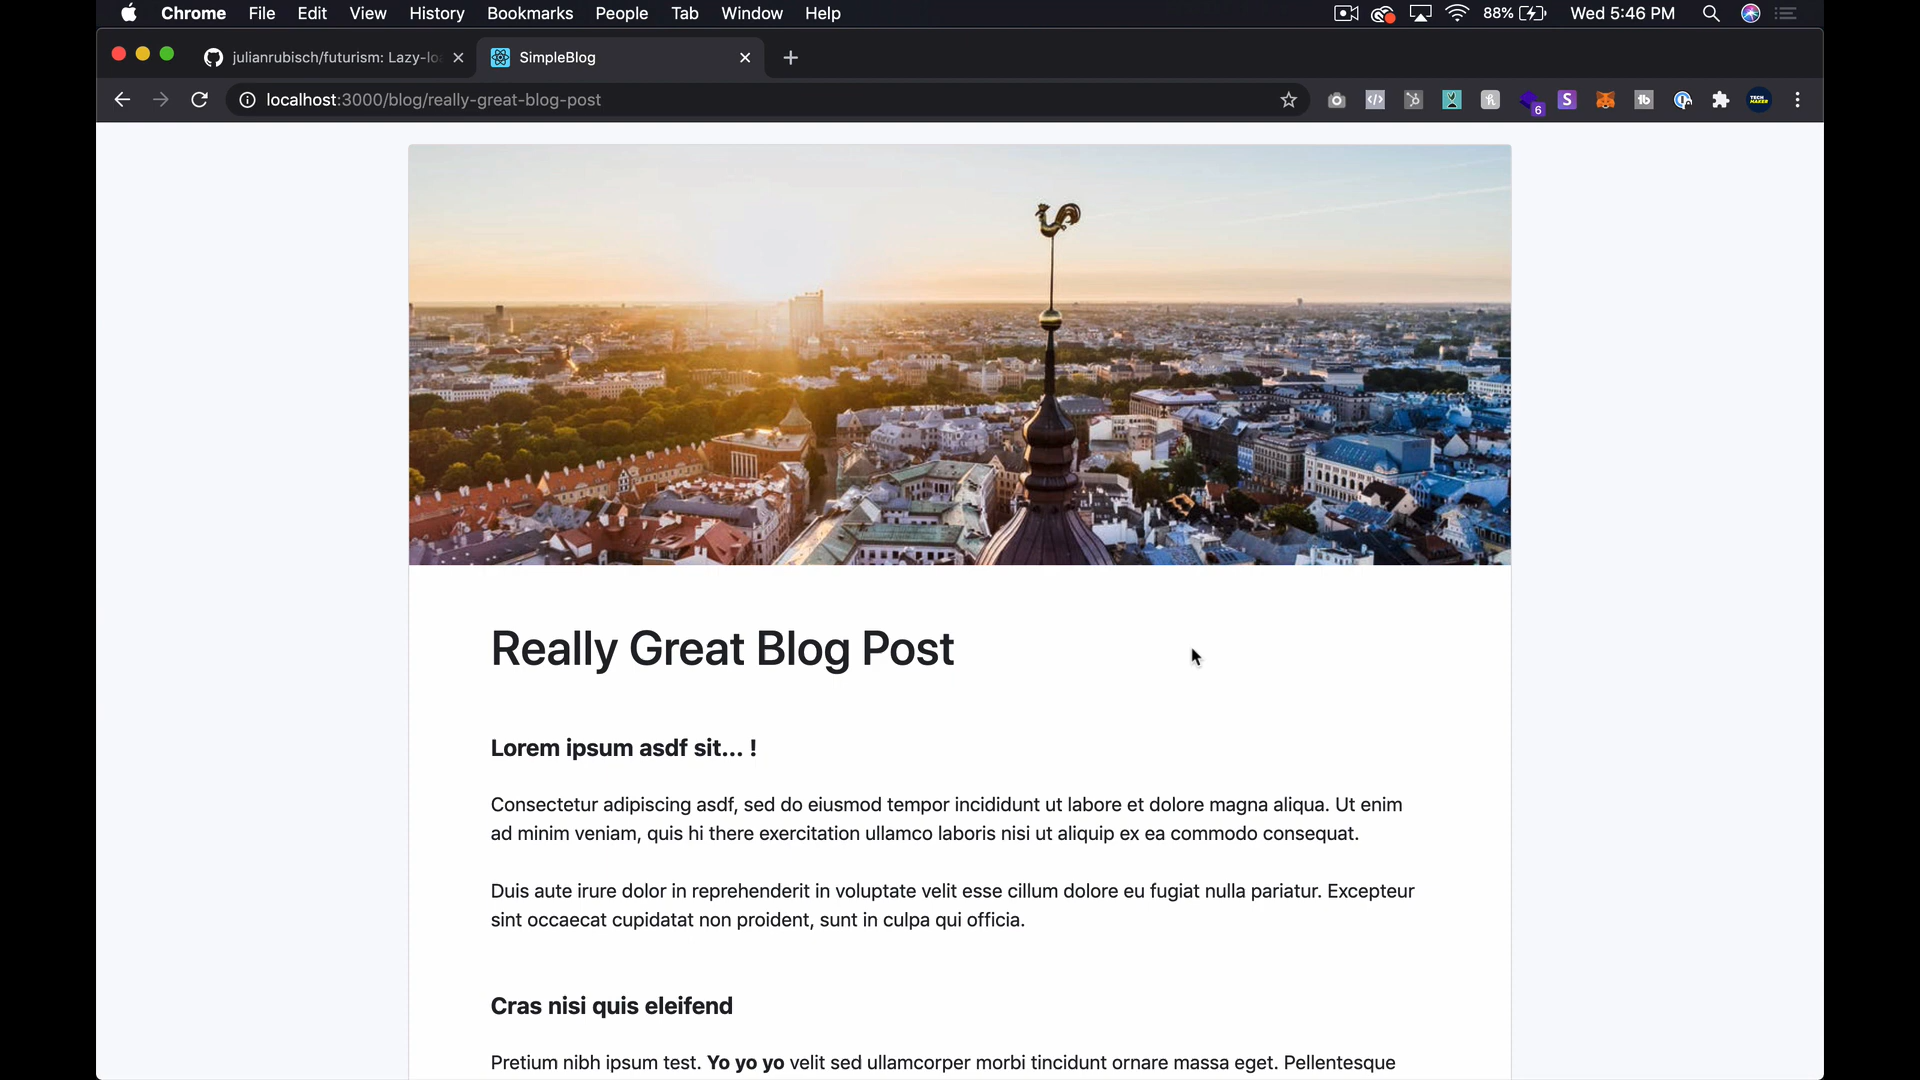 Chrome File Edit View History Bookmarks People Tab Window Help 88% Wed 5:46 PM
julianrubisch/futurism: Lazy-lo SimpleBlog
localhost:3000/blog/really-great-blog-post
6 S tb TECH MAKER
Really Great Blog Post
Lorem ipsum asdf sit... !
Consectetur adipiscing asdf, sed do eiusmod tempor incididunt ut labore et dolore magna aliqua. Ut enim
ad minim veniam, quis hi there exercitation ullamco laboris nisi ut aliquip ex ea commodo consequat.
Duis aute irure dolor in reprehenderit in voluptate velit esse cillum dolore eu fugiat nulla pariatur. Excepteur
sint occaecat cupidatat non proident, sunt in culpa qui officia.
Cras nisi quis eleifend
Pretium nibh ipsum test. Yo yo yo velit sed ullamcorper morbi tincidunt ornare massa eget. Pellentesque